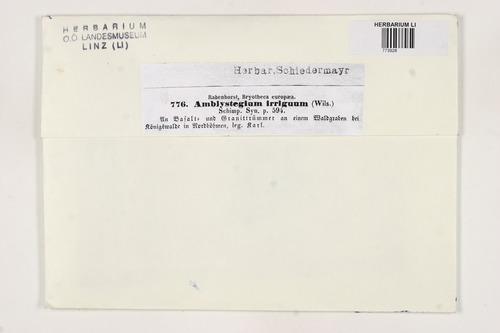 HERBARIUM
O.Ö. LANDESMUSEUM
LINZ (LI)
HERBARIUM LI
Herbar. Schiedermayr
Rabenhorst, Bryotheca europæa.
776. Amblystegium irriguum (Wils.)
Schimp. Syn. p. 594.
An Basalt- und Granittrümmer an einem Waldgraben bei
Königswalde in Nordböhmen, leg. Karl.